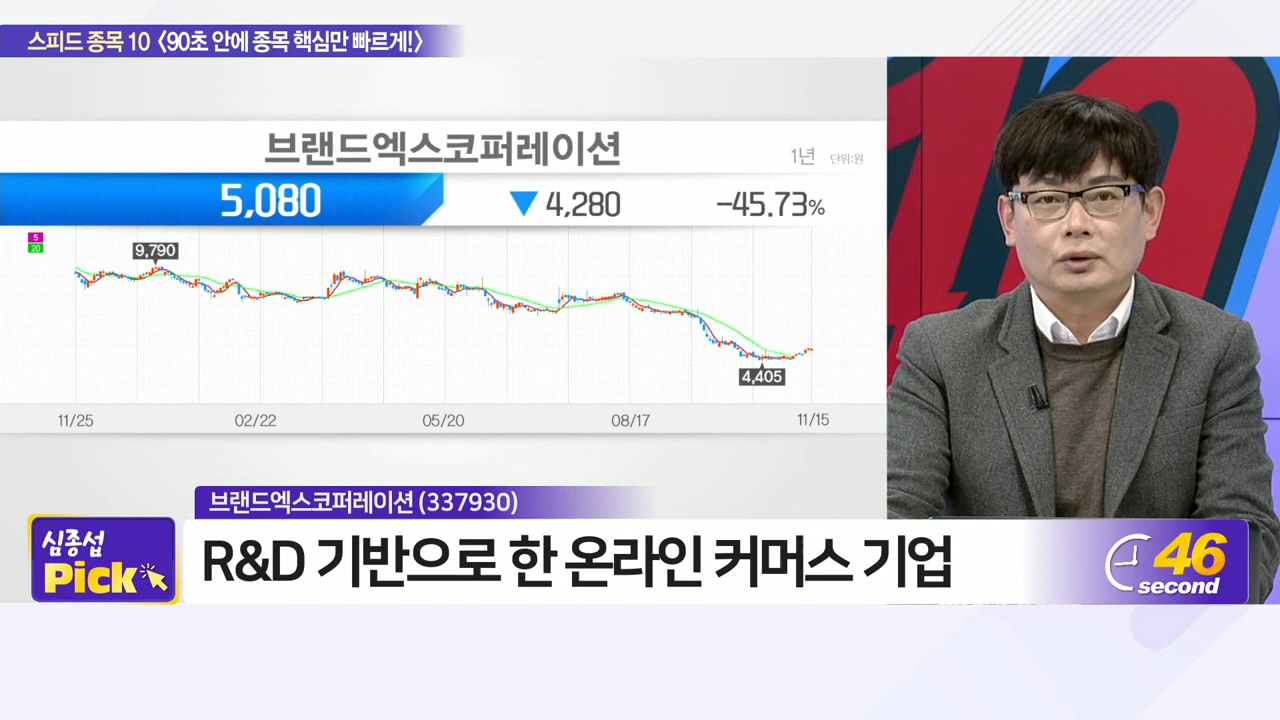 스피드 종목 10 〈90초 안에 종목 핵심만 빠르게!〉
브랜드엑스코퍼레이션
1년 단위:원
5,080 ▼ 4,280 -45.73%
5
20
9,790
4,405
11/25 02/22 05/20 08/17 11/15
브랜드엑스코퍼레이션 (337930)
심종섭
Pick
R&D 기반으로 한 온라인 커머스 기업
46
second